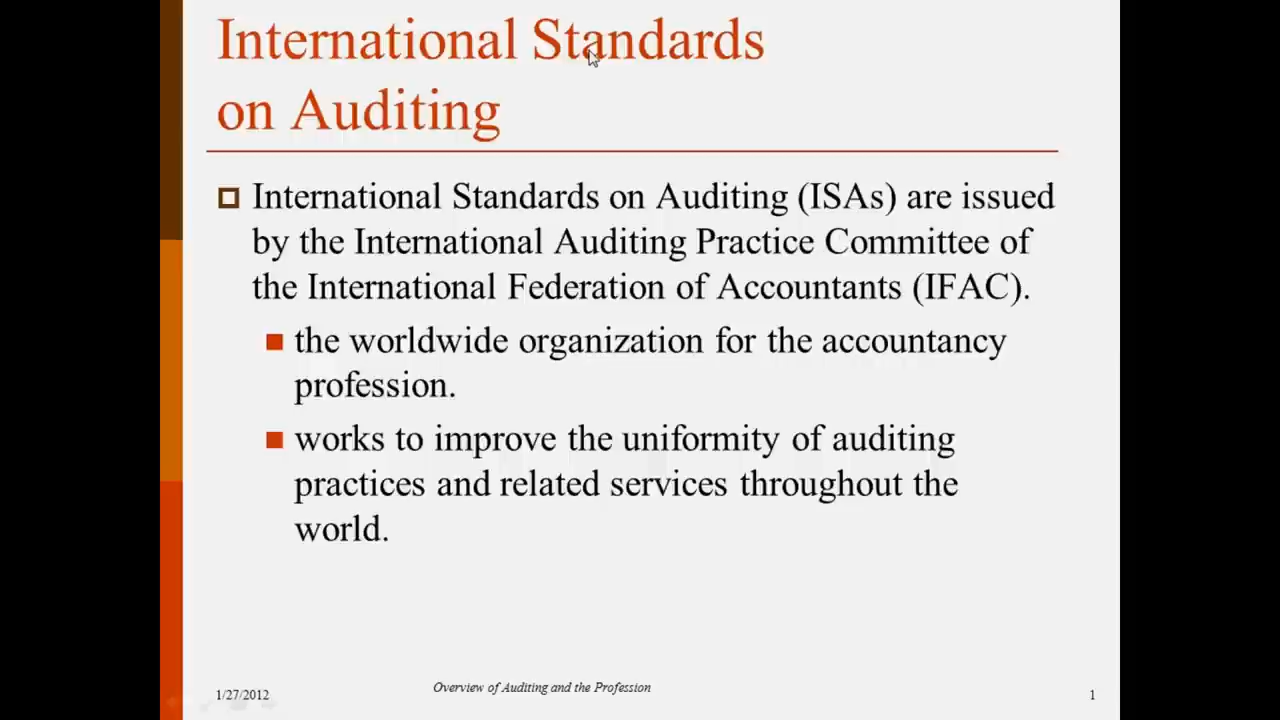 International Standards
on Auditing
International Standards on Auditing (ISAs) are issued
by the International Auditing Practice Committee of
the International Federation of Accountants (IFAC).
the worldwide organization for the accountancy
profession.
works to improve the uniformity of auditing
practices and related services throughout the
world.
1/27/2012
Overview of Auditing and the Profession
1